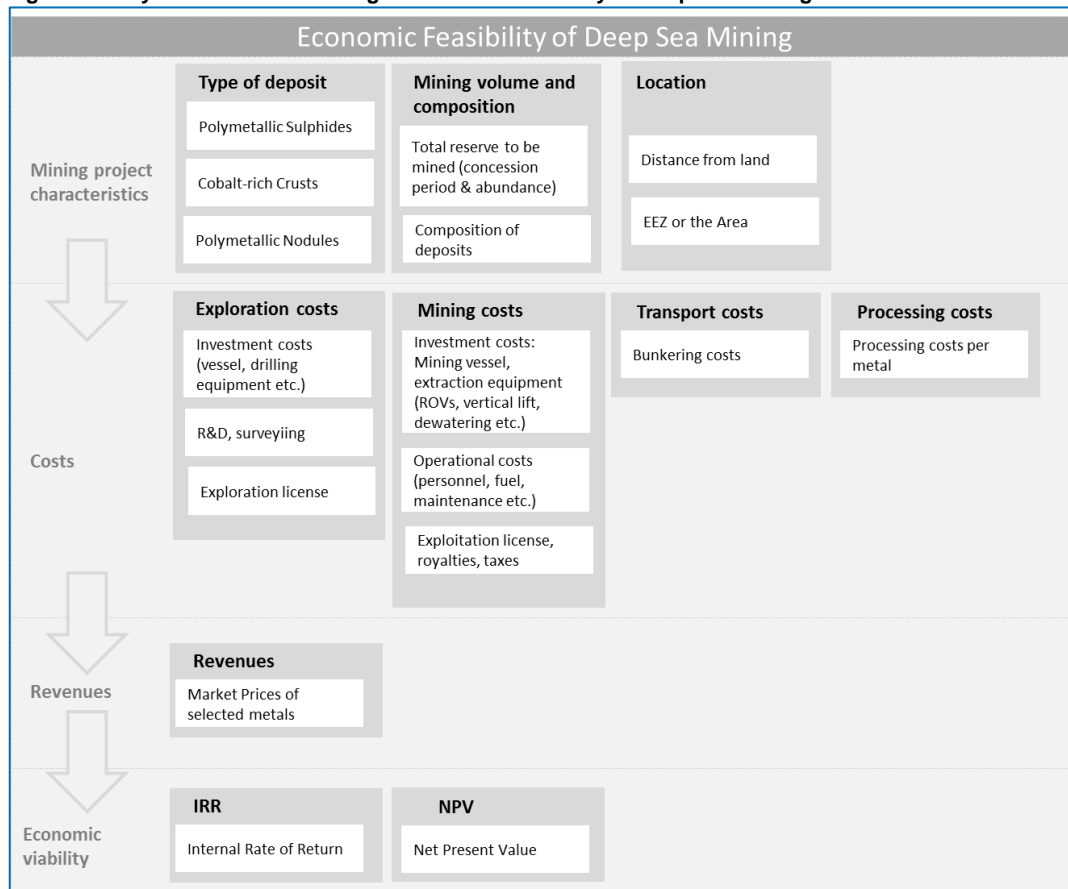 Economic Feasibility of Deep Sea Mining
Mining project
characteristics
Type of deposit
Polymetallic Sulphides
Cobalt-rich Crusts
Polymetallic Nodules
Mining volume and
composition
Total reserve to be
mined (concession
period & abundance)
Composition of
deposits
Location
Distance from land
EEZ or the Area
Costs
Exploration costs
Investment costs
(vessel, drilling
equipment etc.)
R&D, surveyiing
Exploration license
Mining costs
Investment costs:
Mining vessel,
extraction equipment
(ROVs, vertical lift,
dewatering etc.)
Operational costs
(personnel, fuel,
maintenance etc.)
Exploitation license,
royalties, taxes
Transport costs
Bunkering costs
Processing costs
Processing costs per
metal
Revenues
Revenues
Market Prices of
selected metals
Economic
viability
IRR
Internal Rate of Return
NPV
Net Present Value